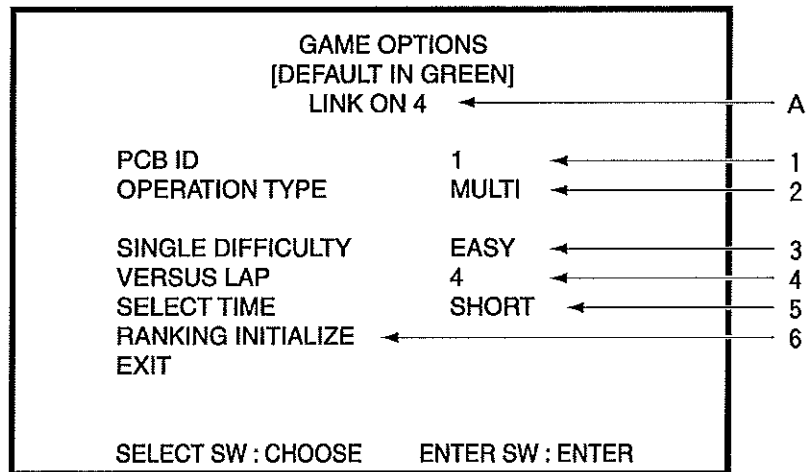 GAME OPTIONS
[DEFAULT IN GREEN]
LINK ON 4 A
PCB ID 1 1
OPERATION TYPE MULTI 2
SINGLE DIFFICULTY EASY 3
VERSUS LAP 4 4
SELECT TIME SHORT 5
RANKING INITIALIZE 6
EXIT
SELECT SW : CHOOSE ENTER SW : ENTER